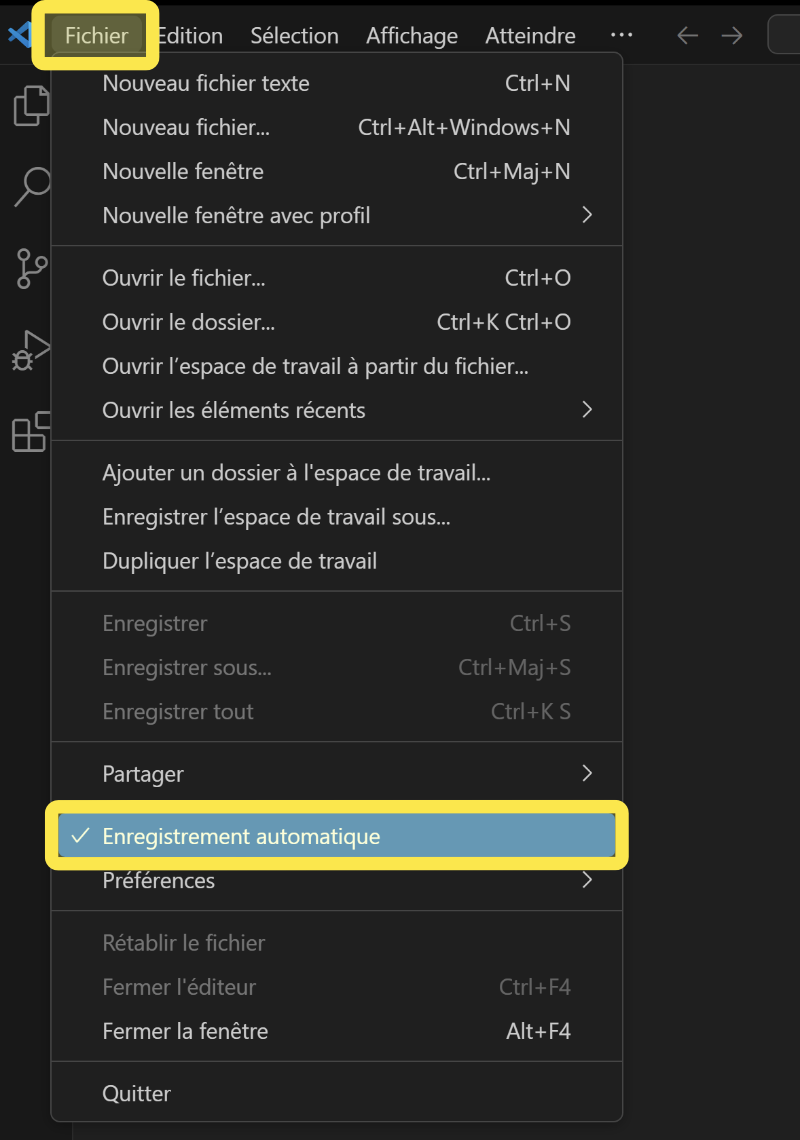 Fichier Edition Sélection Affichage Atteindre ...
Nouveau fichier texte Ctrl+N
Nouveau fichier... Ctrl+Alt+Windows+N
Nouvelle fenêtre Ctrl+Maj+N
Nouvelle fenêtre avec profil
Ouvrir le fichier... Ctrl+O
Ouvrir le dossier... Ctrl+K Ctrl+O
Ouvrir l’espace de travail à partir du fichier...
Ouvrir les éléments récents
Ajouter un dossier à l'espace de travail...
Enregistrer l’espace de travail sous...
Dupliquer l’espace de travail
Enregistrer Ctrl+S
Enregistrer sous... Ctrl+Maj+S
Enregistrer tout Ctrl+K S
Partager
Enregistrement automatique
Préférences
Rétablir le fichier
Fermer l'éditeur Ctrl+F4
Fermer la fenêtre Alt+F4
Quitter